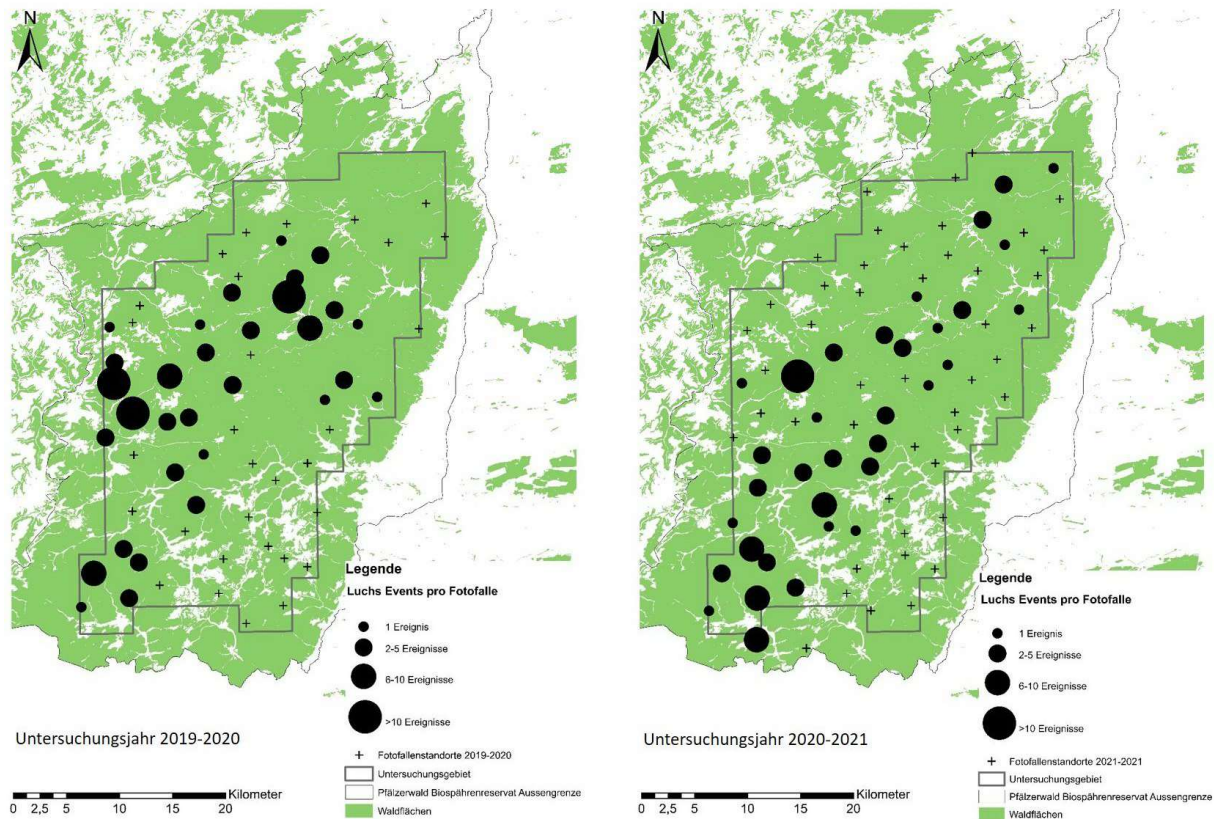 N
Legende
Luchs Events pro Fotofalle
1 Ereignis
2-5 Ereignisse
6-10 Ereignisse
>10 Ereignisse
Untersuchungsjahr 2019-2020
Fotofallenstandorte 2019-2020
Untersuchungsgebiet
Pfälzerwald Biospährenreservat Aussengrenze
Waldflächen
0 2,5 5 10 15 20 Kilometer
N
Legende
Luchs Events pro Fotofalle
1 Ereignis
2-5 Ereignisse
6-10 Ereignisse
>10 Ereignisse
Untersuchungsjahr 2020-2021
Fotofallenstandorte 2021-2021
Untersuchungsgebiet
Pfälzerwald Biospährenreservat Aussengrenze
Waldflächen
0 2,5 5 10 15 20 Kilometer